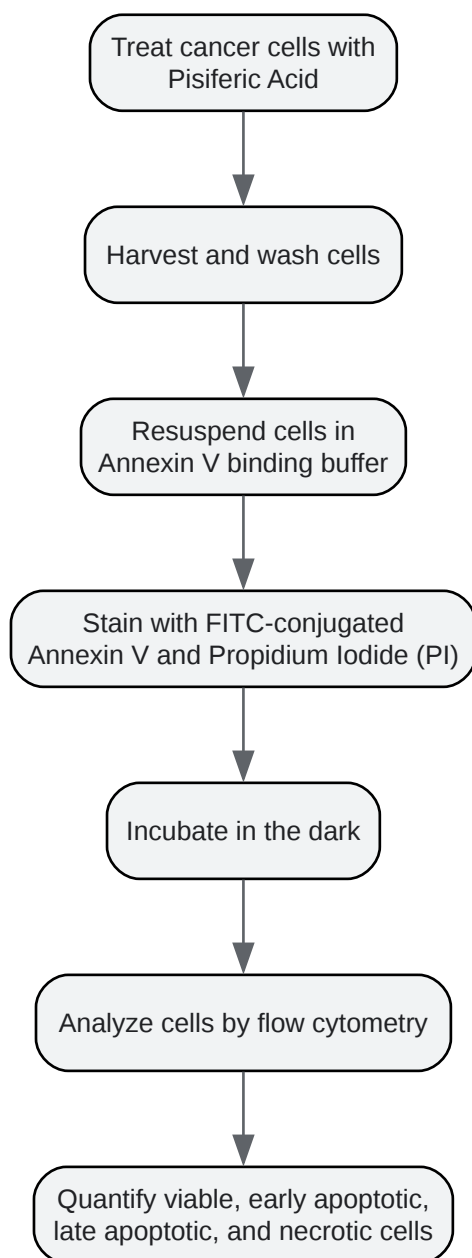 Treat cancer cells with
Pisiferic Acid
Harvest and wash cells
Resuspend cells in
Annexin V binding buffer
Stain with FITC-conjugated
Annexin V and Propidium Iodide (PI)
Incubate in the dark
Analyze cells by flow cytometry
Quantify viable, early apoptotic,
late apoptotic, and necrotic cells